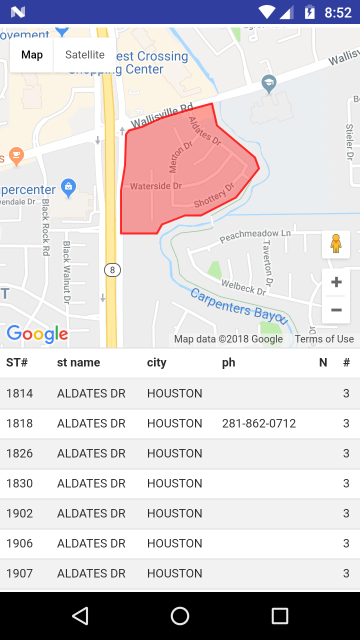 8:52
ovement J
Map
Satellite
est Crossing
Shopping Center
Wallisville Rd
Wallisv
Aldates Dr
Merton Dr
Stieler Dr
s
percenter
vendale Dr
Waterside Dr
Shottery Dr
Black Rock Rd
Black Walnut Dr
Peachmeadow Ln
Taverton Dr
8
Welbeck Dr
T
Carpenters Bayou
+
−
Google
Map data ©2018 Google
Terms of Use
ST# st name city ph N #
1814 ALDATES DR HOUSTON 3
1818 ALDATES DR HOUSTON 281-862-0712 3
1826 ALDATES DR HOUSTON 3
1830 ALDATES DR HOUSTON 3
1902 ALDATES DR HOUSTON 3
1906 ALDATES DR HOUSTON 3
1907 ALDATES DR HOUSTON 3